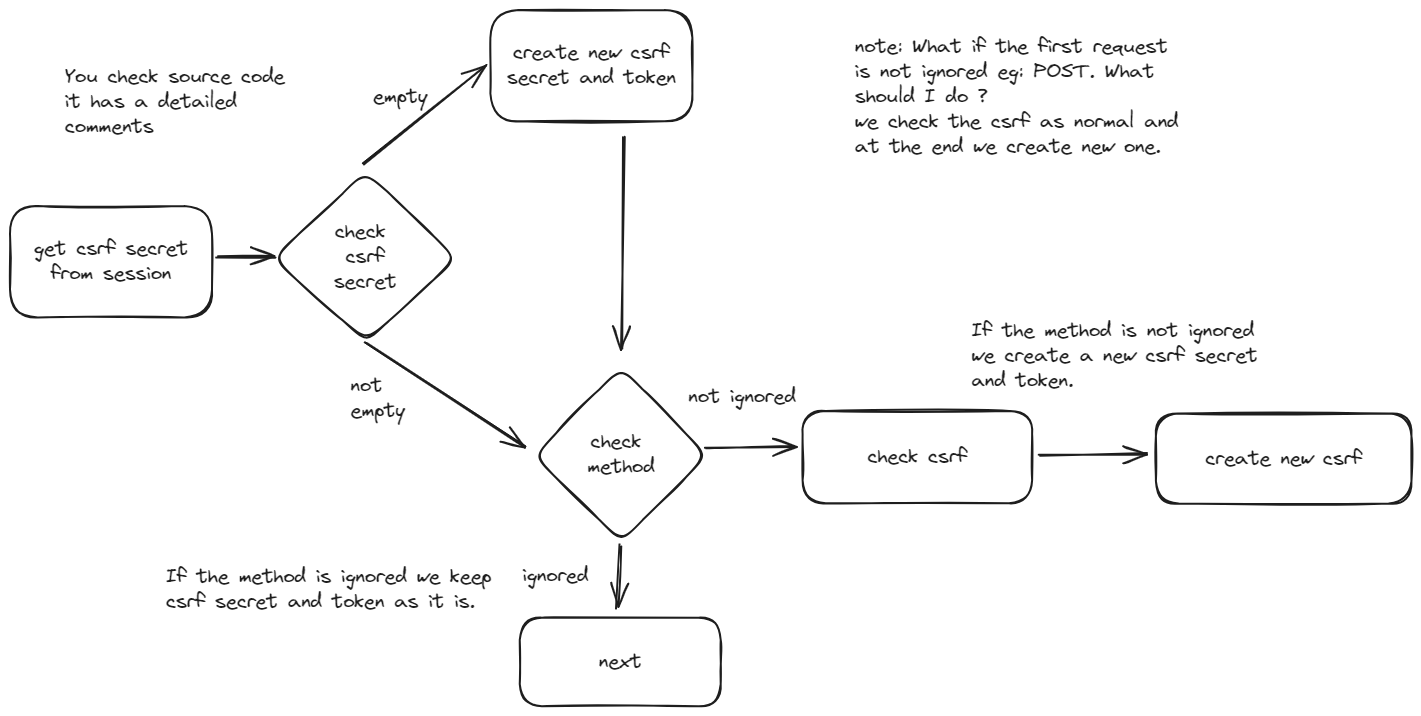 You check source code
it has a detailed
comments
create new csrf
secret and token
note: What if the first request
is not ignored eg: POST. What
should I do ?
we check the csrf as normal and
at the end we create new one.
empty
get csrf secret
from session
check
csrf
secret
not
empty
check
method
not ignored
If the method is not ignored
we create a new csrf secret
and token.
check csrf
create new csrf
If the method is ignored we keep
csrf secret and token as it is.
ignored
next